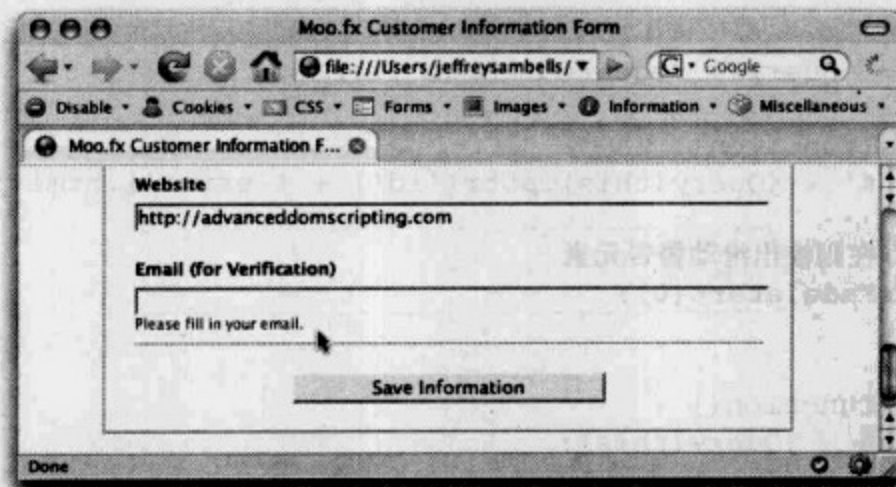 Moo.fx Customer Information Form
file:///Users/jeffreysambells/
G Google
Disable Cookies CSS Forms Images Information Miscellaneous
Moo.fx Customer Information F...
Website
http://advanceddomscripting.com
Email (for Verification)
Please fill in your email.
Save Information
Done